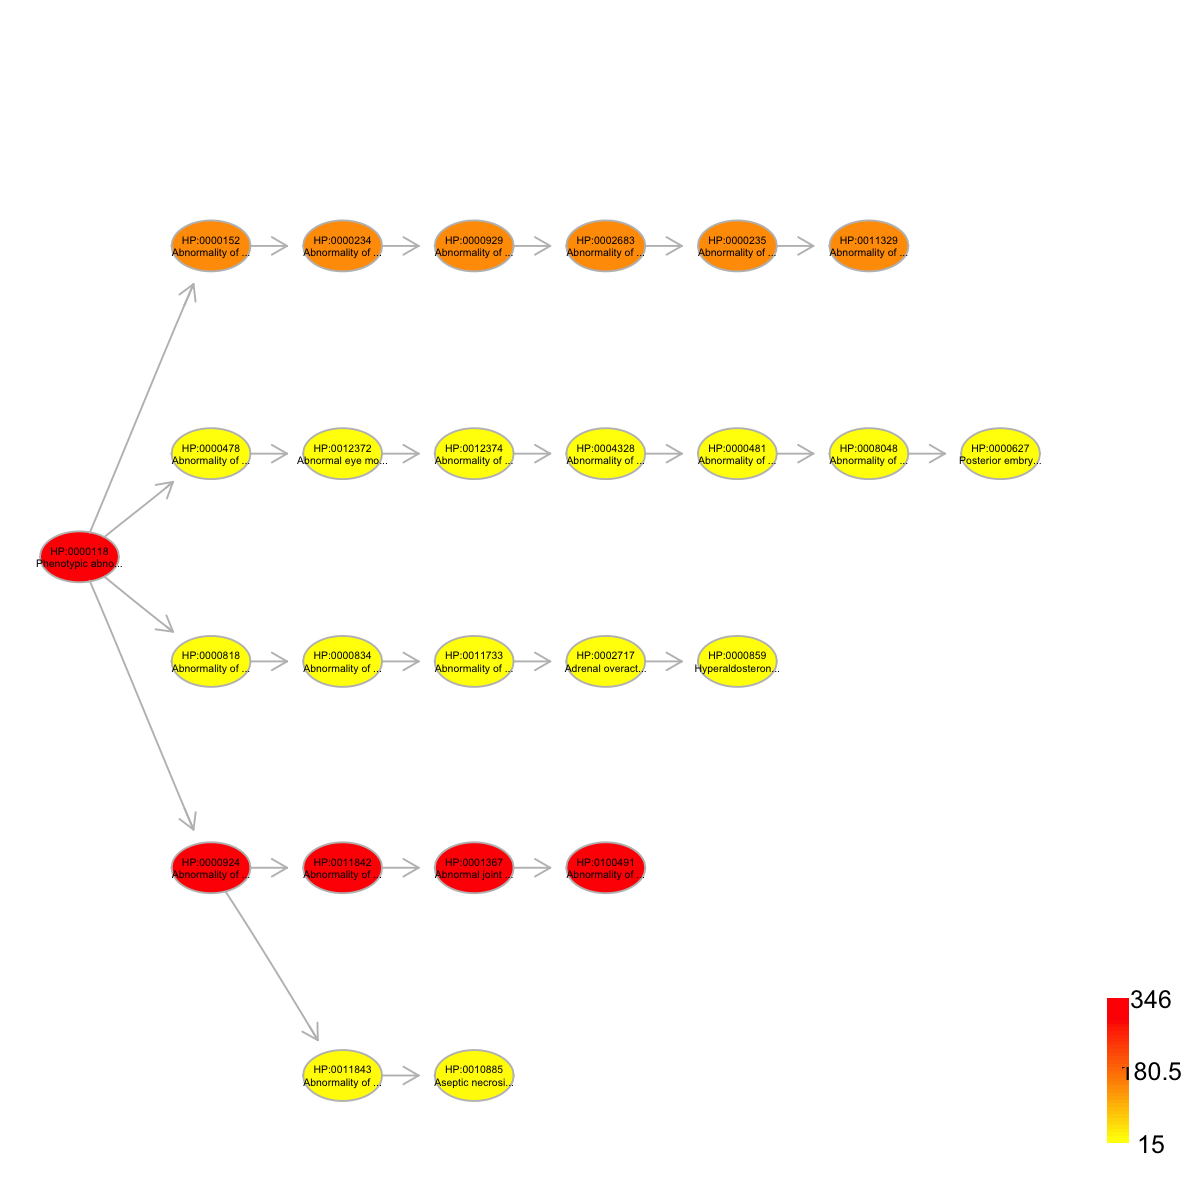 HP:0000152
Abnormality of ...
HP:0000234
Abnormality of ...
HP:0000929
Abnormality of ...
HP:0002683
Abnormality of ...
HP:0000235
Abnormality of ...
HP:0011329
Abnormality of ...
HP:0000478
Abnormality of ...
HP:0012372
Abnormal eye mo...
HP:0012374
Abnormality of ...
HP:0004328
Abnormality of ...
HP:0000481
Abnormality of ...
HP:0008048
Abnormality of ...
HP:0000627
Posterior embry...
HP:0000118
Phenotypic abno...
HP:0000818
Abnormality of ...
HP:0000834
Abnormality of ...
HP:0011733
Abnormality of ...
HP:0002717
Adrenal overact...
HP:0000859
Hyperaldosteron...
HP:0000924
Abnormality of ...
HP:0011842
Abnormality of ...
HP:0001367
Abnormal joint ...
HP:0100491
Abnormality of ...
HP:0011843
Abnormality of ...
HP:0010885
Aseptic necrosi...
346
180.5
15